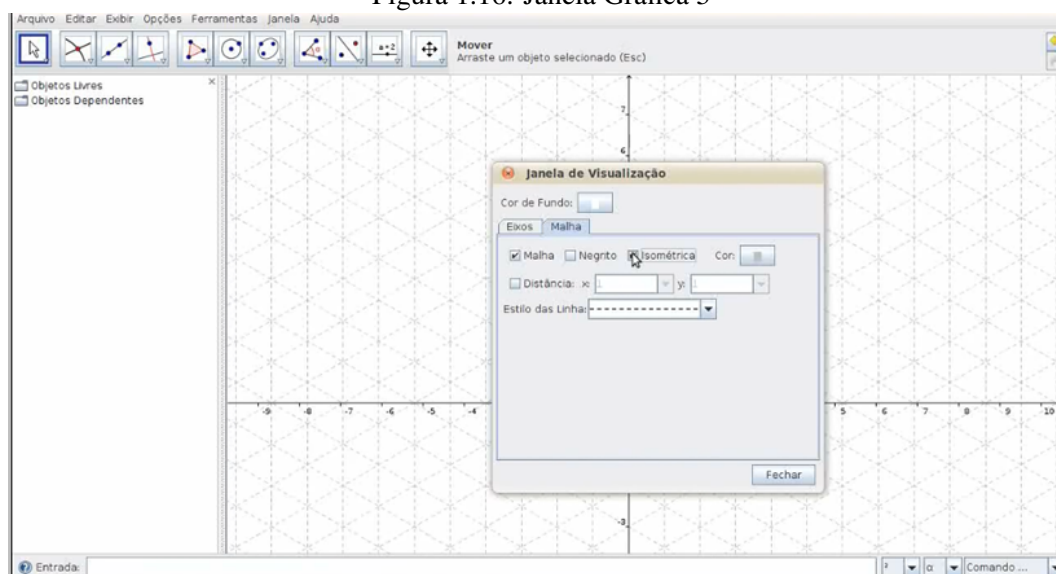 Figura 1.16: Janela Gráfica 5
Arquivo Editar Exibir Opções Ferramentas Janela Ajuda
a=2
Mover
Arraste um objeto selecionado (Esc)
Objetos Livres
Objetos Dependentes
7
6
Janela de Visualização
Cor de Fundo:
Eixos Malha
Malha Negrito Isométrica Cor:
Distância: x: 1 y: 1
Estilo das Linha:
-9 -8 -7 -6 -5 -4 5 6 7 8 9 10
Fechar
-3
Entrada: ² α Comando ...